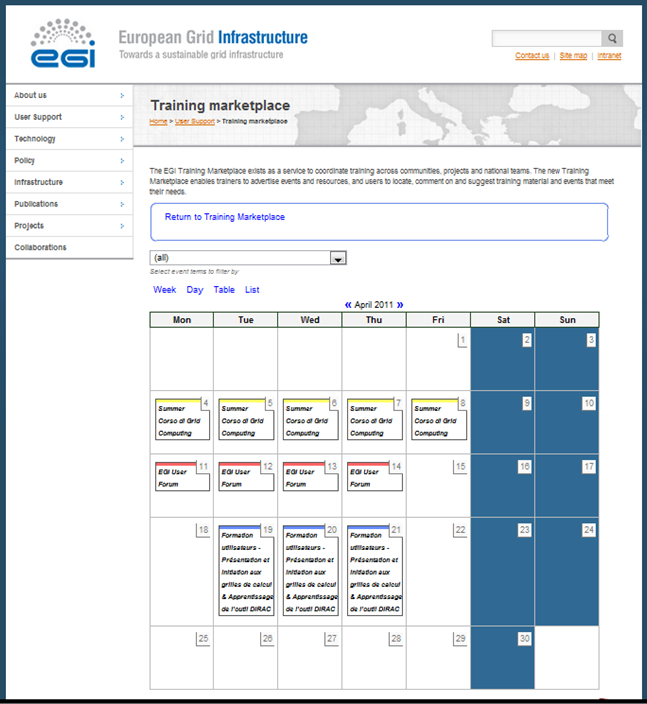 egi
European Grid Infrastructure
Towards a sustainable grid infrastructure
Contact us | Site map | Intranet
About us
User Support
Technology
Policy
Infrastructure
Publications
Projects
Collaborations
Training marketplace
Home > User Support > Training marketplace
The EGI Training Marketplace exists as a service to coordinate training across communities, projects and national teams. The new Training
Marketplace enables trainers to advertise events and resources, and users to locate, comment on and suggest training material and events that meet
their needs.
Return to Training Marketplace
(all)
Select event terms to filter by
Week Day Table List
« April 2011 »
Mon Tue Wed Thu Fri Sat Sun
1 2 3
4 5 6 7 8 9 10
Summer Summer Summer Summer Summer
Corso di Grid Corso di Grid Corso di Grid Corso di Grid Corso di Grid
Computing Computing Computing Computing Computing
11 12 13 14 15 16 17
EGI User EGI User EGI User EGI User
Forum Forum Forum Forum
18 19 20 21 22 23 24
Formation Formation Formation
utilisateurs - utilisateurs - utilisateurs -
Présentation et Présentation et Présentation et
initiation aux initiation aux initiation aux
grilles de calcul grilles de calcul grilles de calcul
& Apprentissage & Apprentissage & Apprentissage
de l'outil DIRAC de l'outil DIRAC de l'outil DIRAC
25 26 27 28 29 30